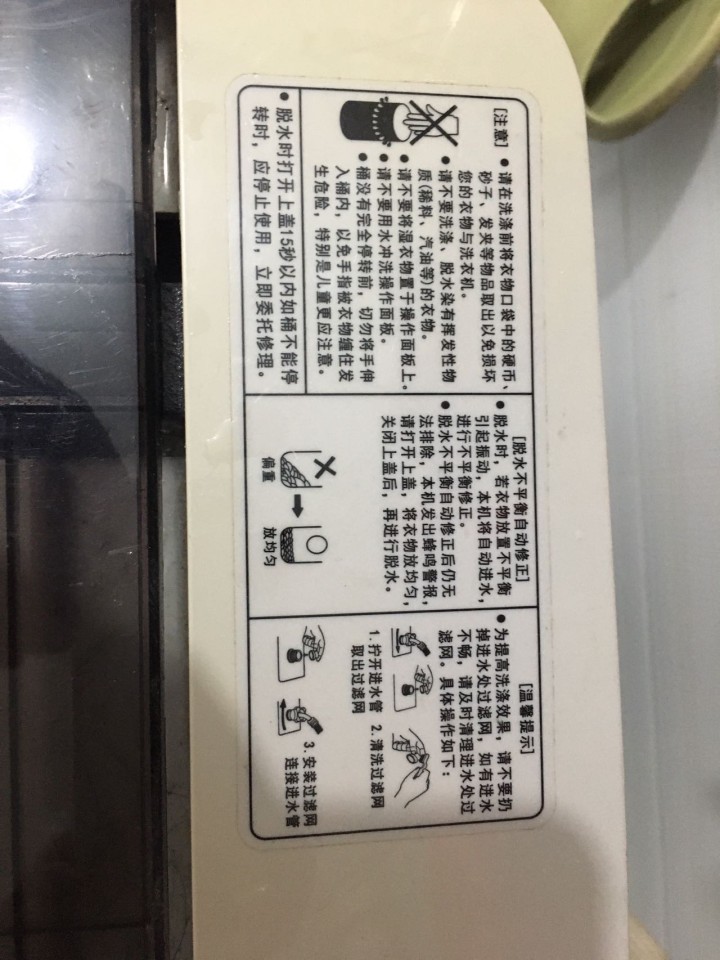 [注意]
● 请在洗涤前将衣物口袋中的硬币、
砂子、发夹等物品取出以免损坏
您的衣物与洗衣机。
● 请不要洗涤、脱水染有挥发性物
质(稀料、汽油等)的衣物。
● 请不要将湿衣物置于操作面板上。
● 请不要用水冲洗操作面板。
● 桶没有完全停转前，切勿将手伸
入桶内，以免手指被衣物缠住发
生危险，特别是儿童更应注意。
● 脱水时打开上盖15秒以内如桶不能停
转时，应停止使用，立即委托修理。
[脱水不平衡自动修正]
● 脱水时，若衣物放置不平衡
引起振动，本机将自动进水，
进行不平衡修正。
● 脱水不平衡自动修正后仍无
法排除，本机发出蜂鸣警报，
请打开上盖，将衣物放均匀，
关闭上盖后，再进行脱水。
偏重
放均匀
[温馨提示]
● 为提高洗涤效果，请不要扔
掉进水处过滤网，如有进水
不畅，请及时清理进水处过
滤网。具体操作如下：
1. 拧开进水管
取出过滤网
2. 清洗过滤网
3. 安装过滤网
连接进水管